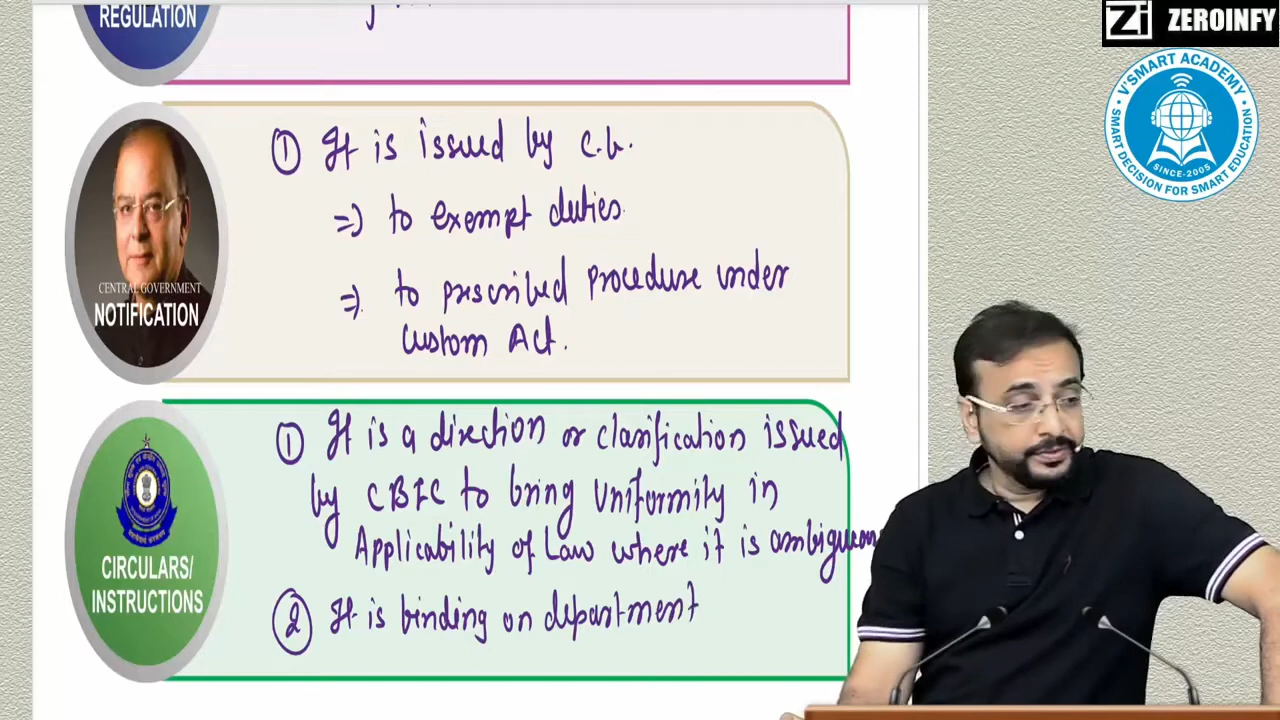 REGULATION
Zi ZEROINFY
V'SMART ACADEMY
SINCE-2005
SMART DECISION FOR SMART EDUCATION
① It is issued by C.G.
⇒ to exempt duties.
⇒ to prescribed procedure under
Custom Act.
CENTRAL GOVERNMENT
NOTIFICATION
① It is a direction or clarification issued
by CBIC to bring Uniformity in
Applicability of Law where it is ambiguous
② It is binding on department
CIRCULARS/
INSTRUCTIONS